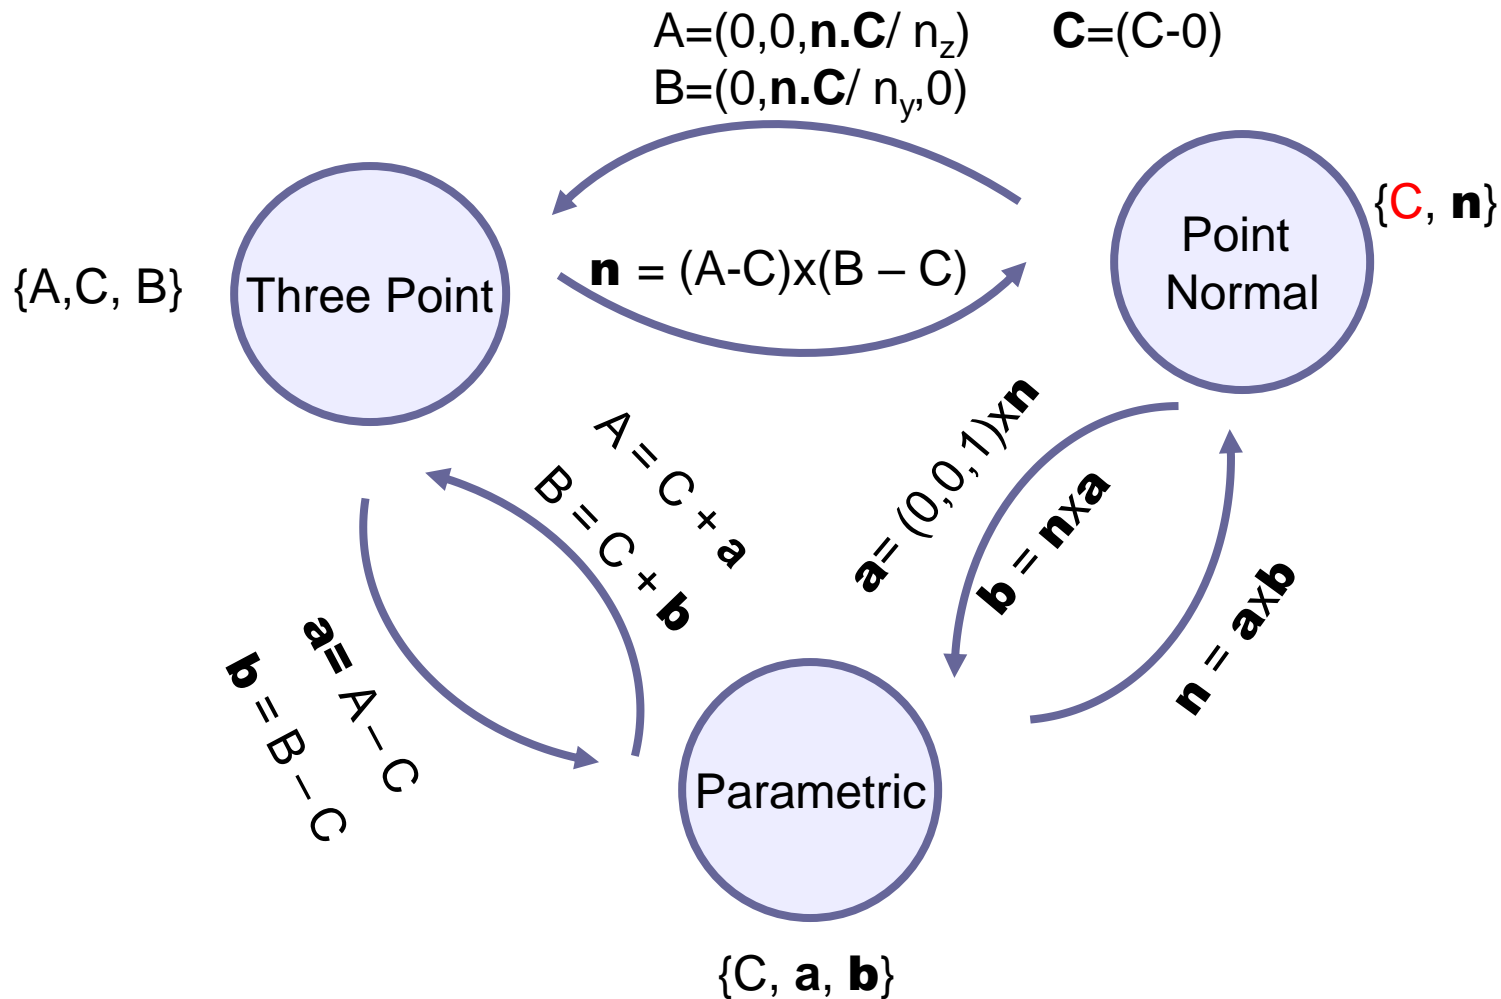 A=(0,0,n.C/ n_z) C=(C-0)
B=(0,n.C/ n_y,0)
{C, n}
Point
Normal
{A,C, B}
Three Point
n = (A-C)x(B – C)
A = C + a
B = C + b
a= (0,0,1)xn
b = nxa
n = axb
a= A – C
b = B – C
Parametric
{C, a, b}